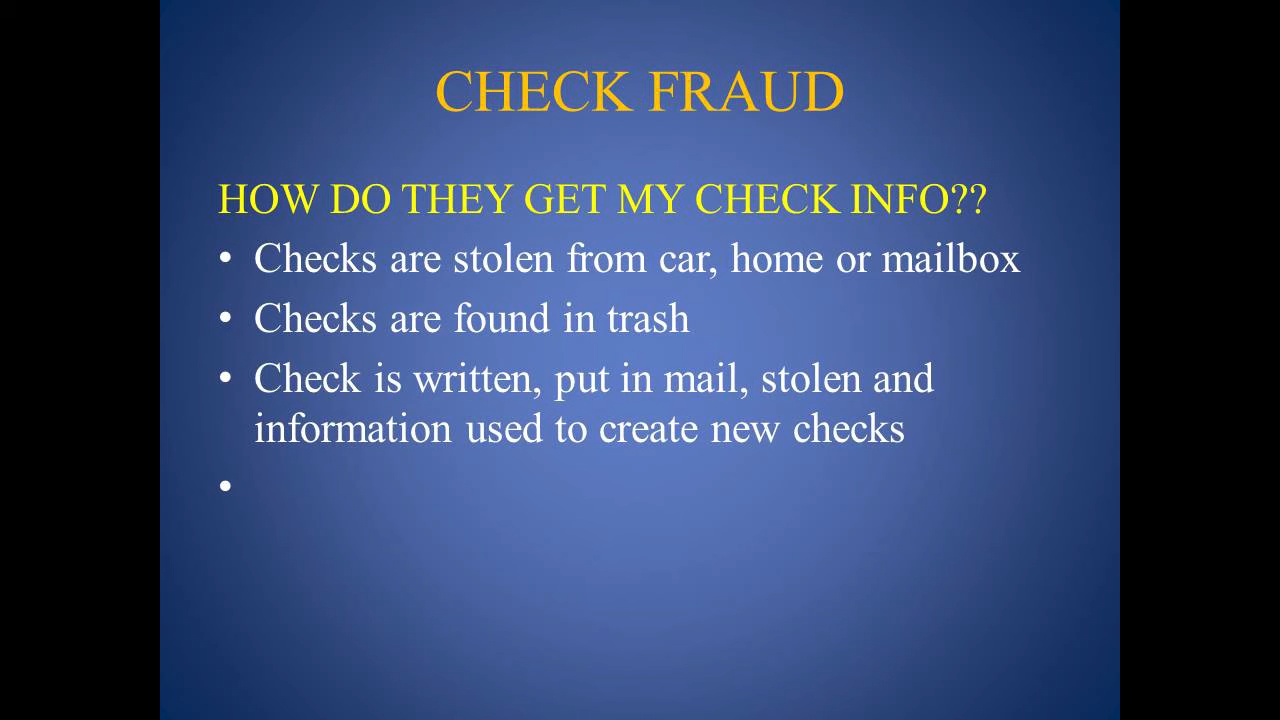 CHECK FRAUD
HOW DO THEY GET MY CHECK INFO??
• Checks are stolen from car, home or mailbox
• Checks are found in trash
• Check is written, put in mail, stolen and
information used to create new checks
•